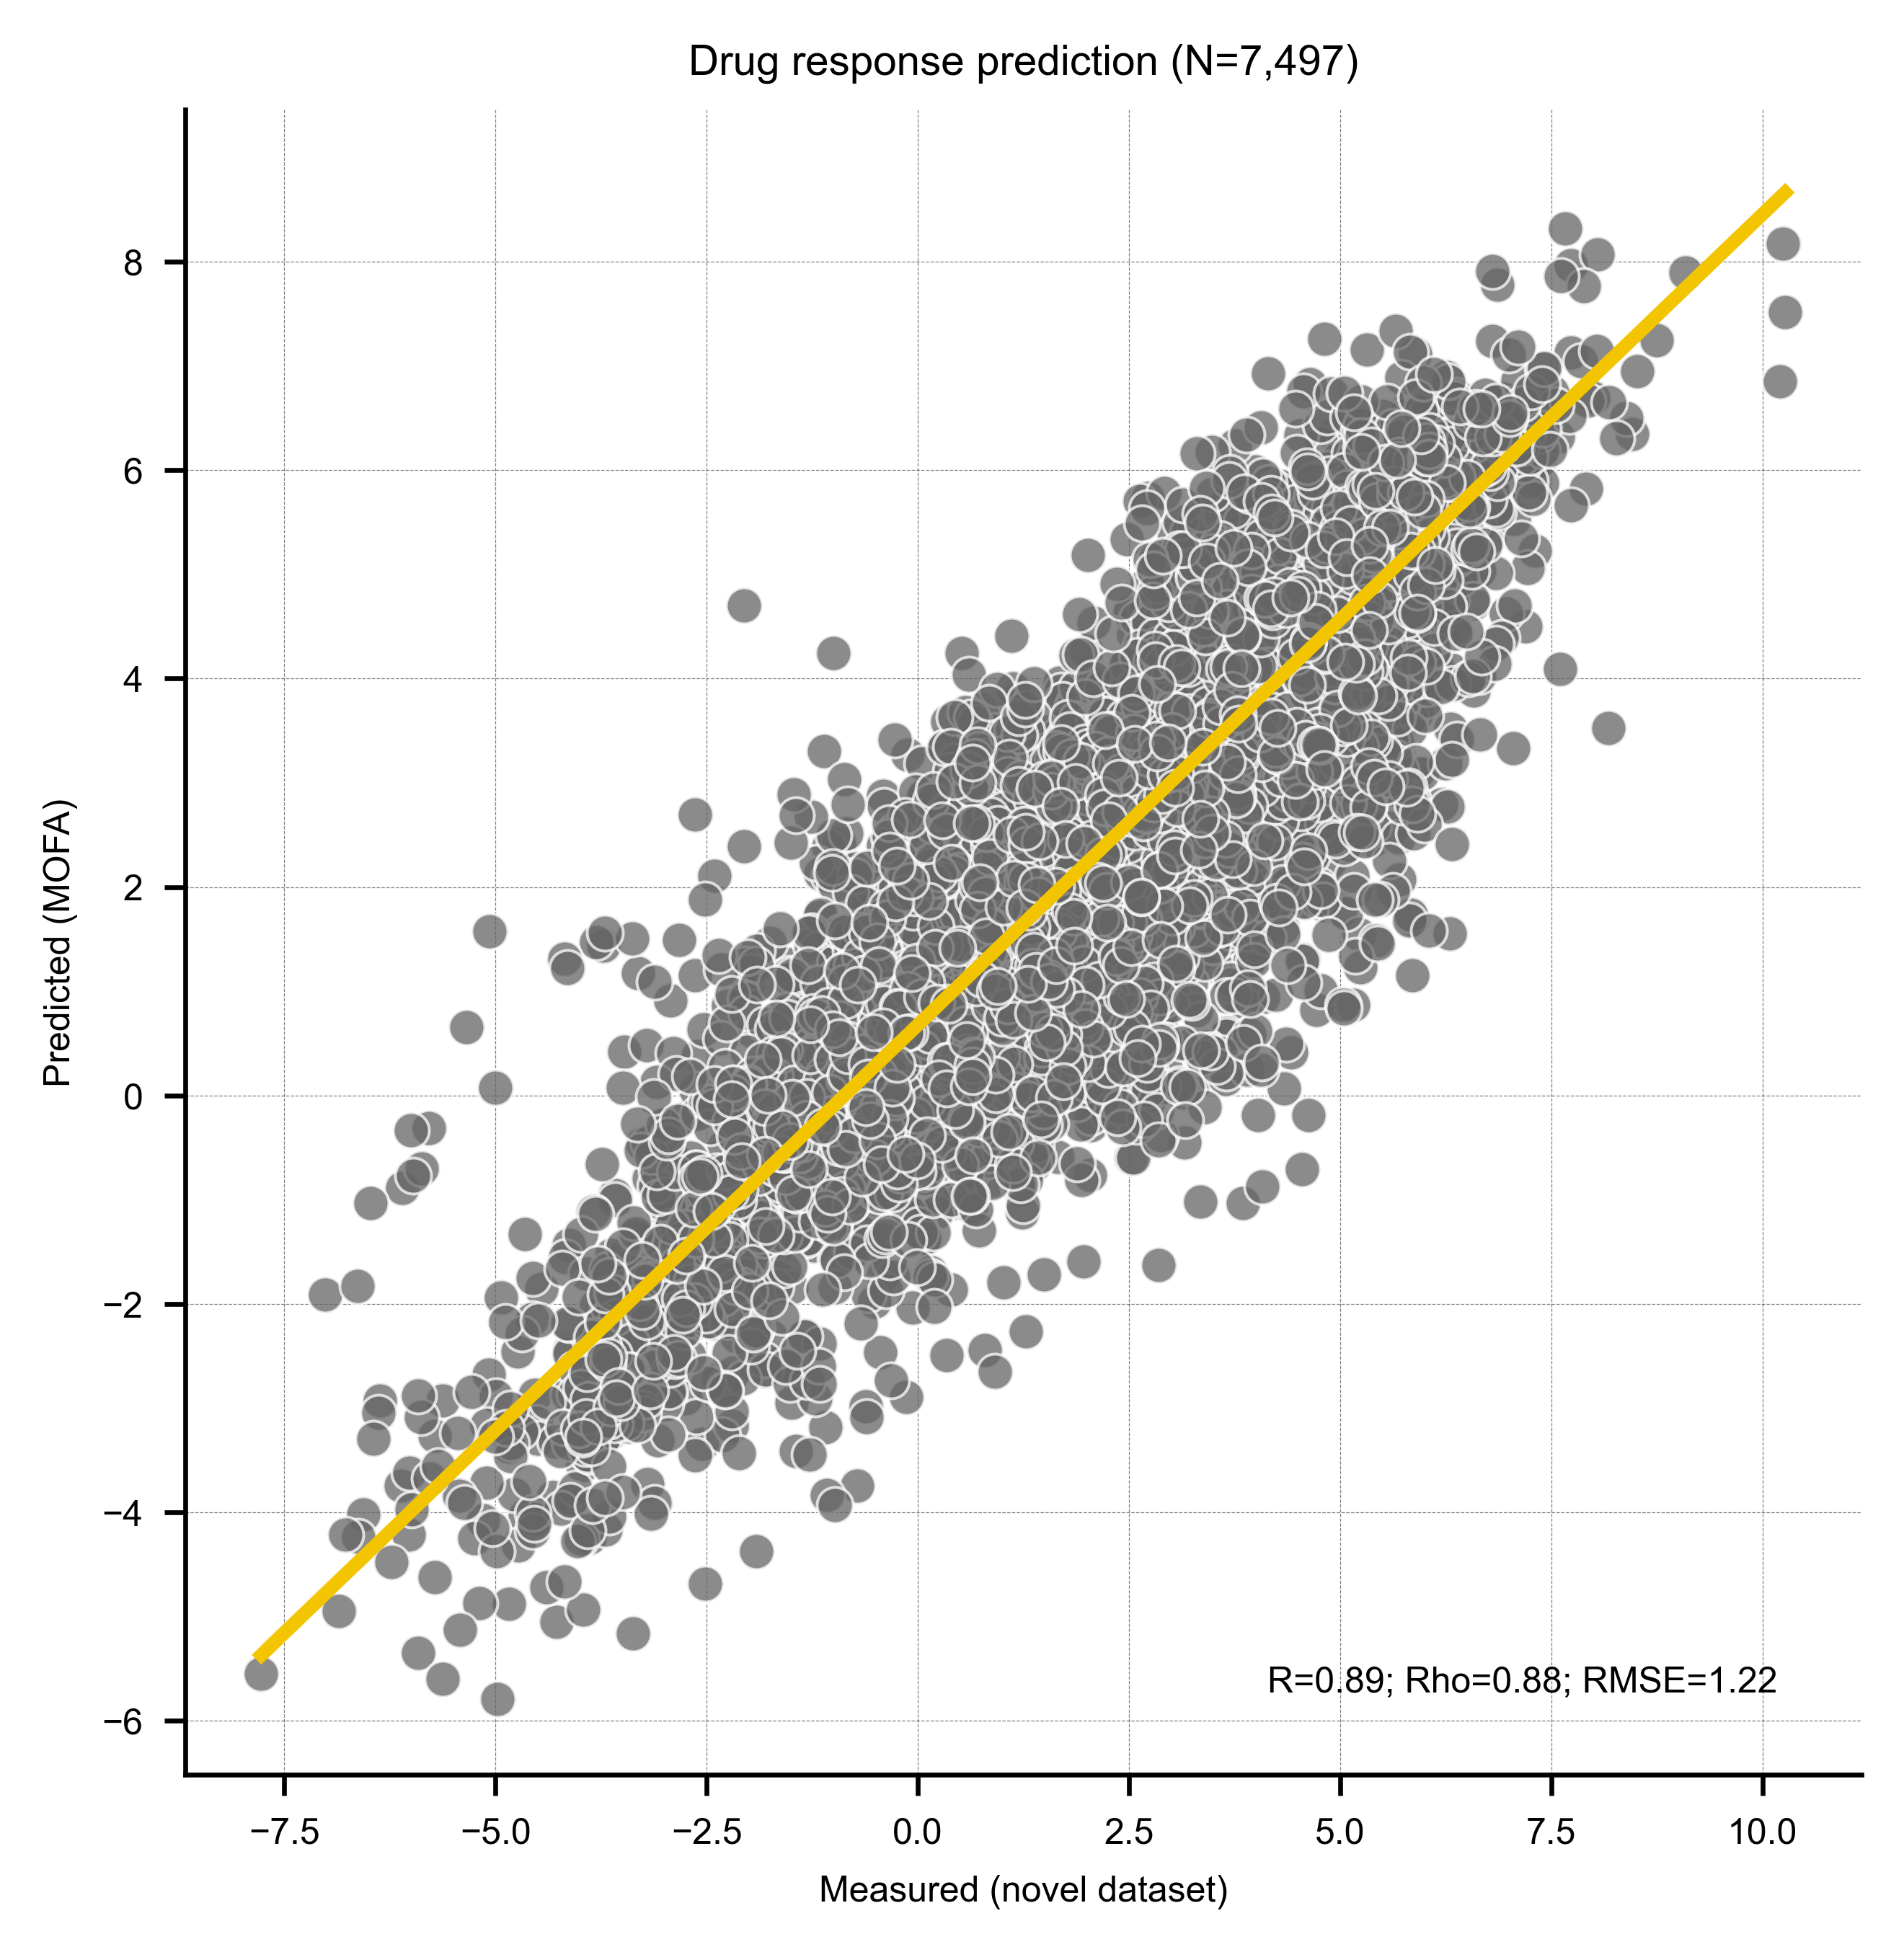 Drug response prediction (N=7,497)
8
6
4
2
0
−2
−4
−6
Predicted (MOFA)
R=0.89; Rho=0.88; RMSE=1.22
−7.5 −5.0 −2.5 0.0 2.5 5.0 7.5 10.0
Measured (novel dataset)